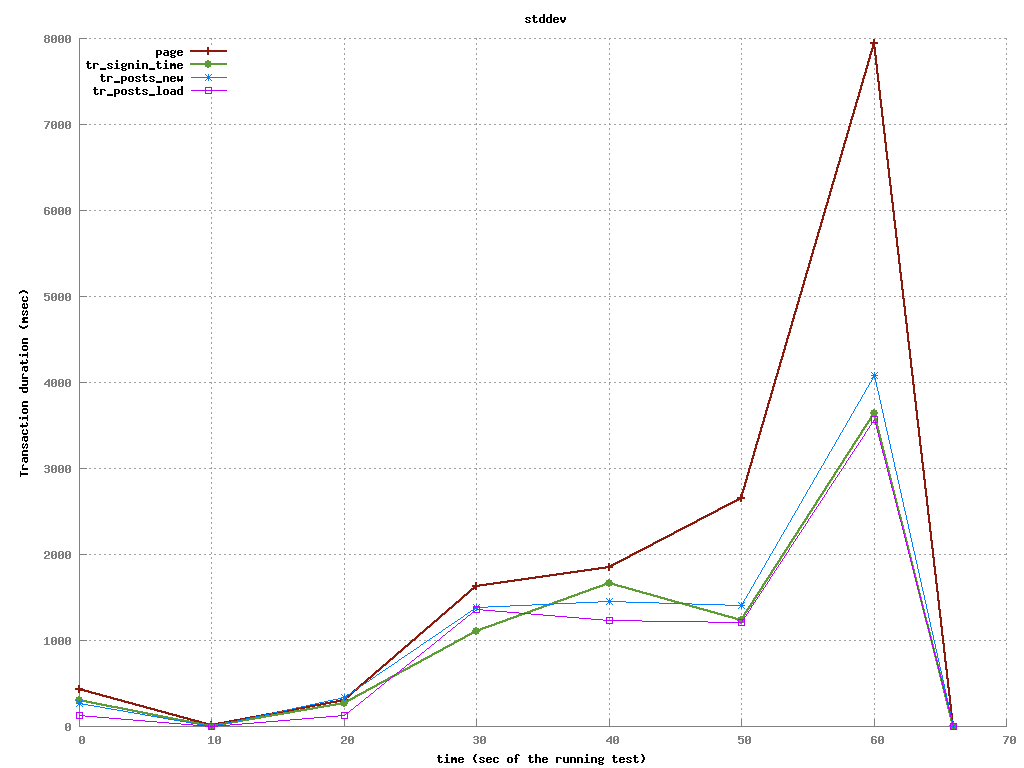 stddev
page
tr_signin_time
tr_posts_new
tr_posts_load
8000
7000
6000
5000
4000
3000
2000
1000
0
Transaction duration (msec)
0 10 20 30 40 50 60 70
time (sec of the running test)